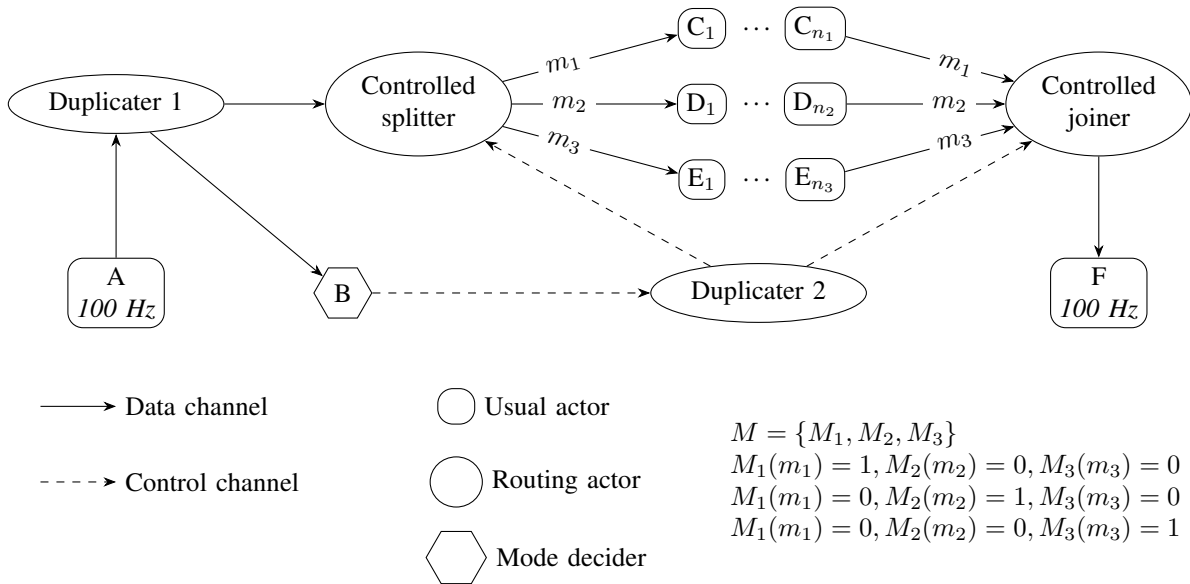 C₁ ··· Cₙ₁
Duplicater 1
Controlled
splitter
m₁
m₂
m₃
D₁ ··· Dₙ₂
E₁ ··· Eₙ₃
m₁
m₂
m₃
Controlled
joiner
A
100 Hz
B
Duplicater 2
F
100 Hz
Data channel
Control channel
Usual actor
Routing actor
Mode decider
M = {M₁, M₂, M₃}
M₁(m₁) = 1, M₂(m₂) = 0, M₃(m₃) = 0
M₁(m₁) = 0, M₂(m₂) = 1, M₃(m₃) = 0
M₁(m₁) = 0, M₂(m₂) = 0, M₃(m₃) = 1